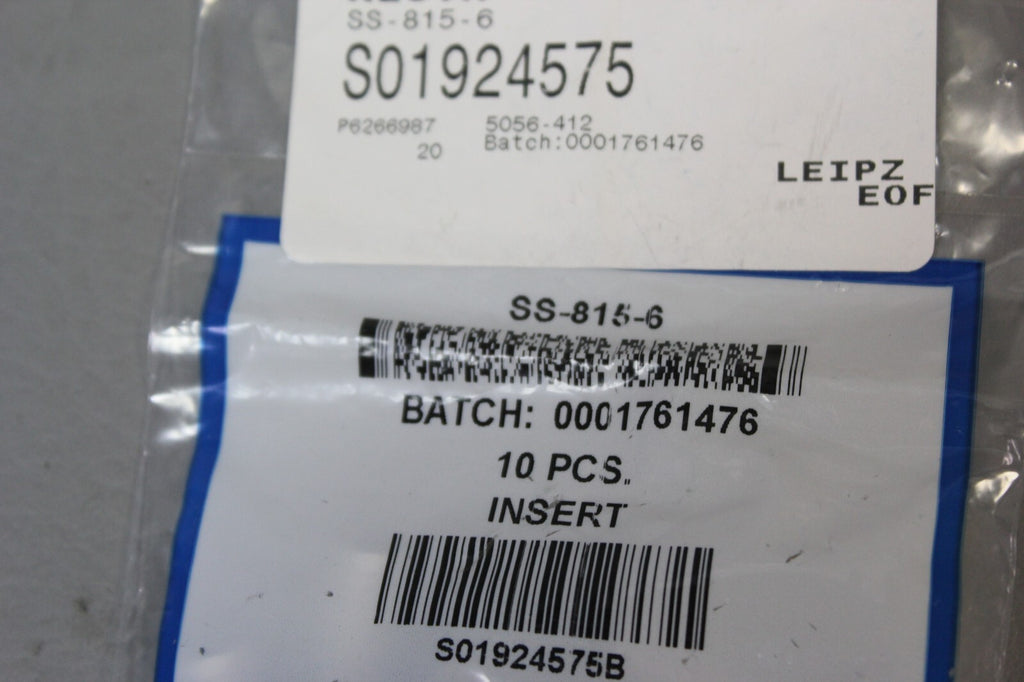 SS-815-6
S01924575
P6266987 5056-412
20 Batch:0001761476
LEIPZ
EOF
SS-815-6
BATCH: 0001761476
10 PCS.
INSERT
S01924575B